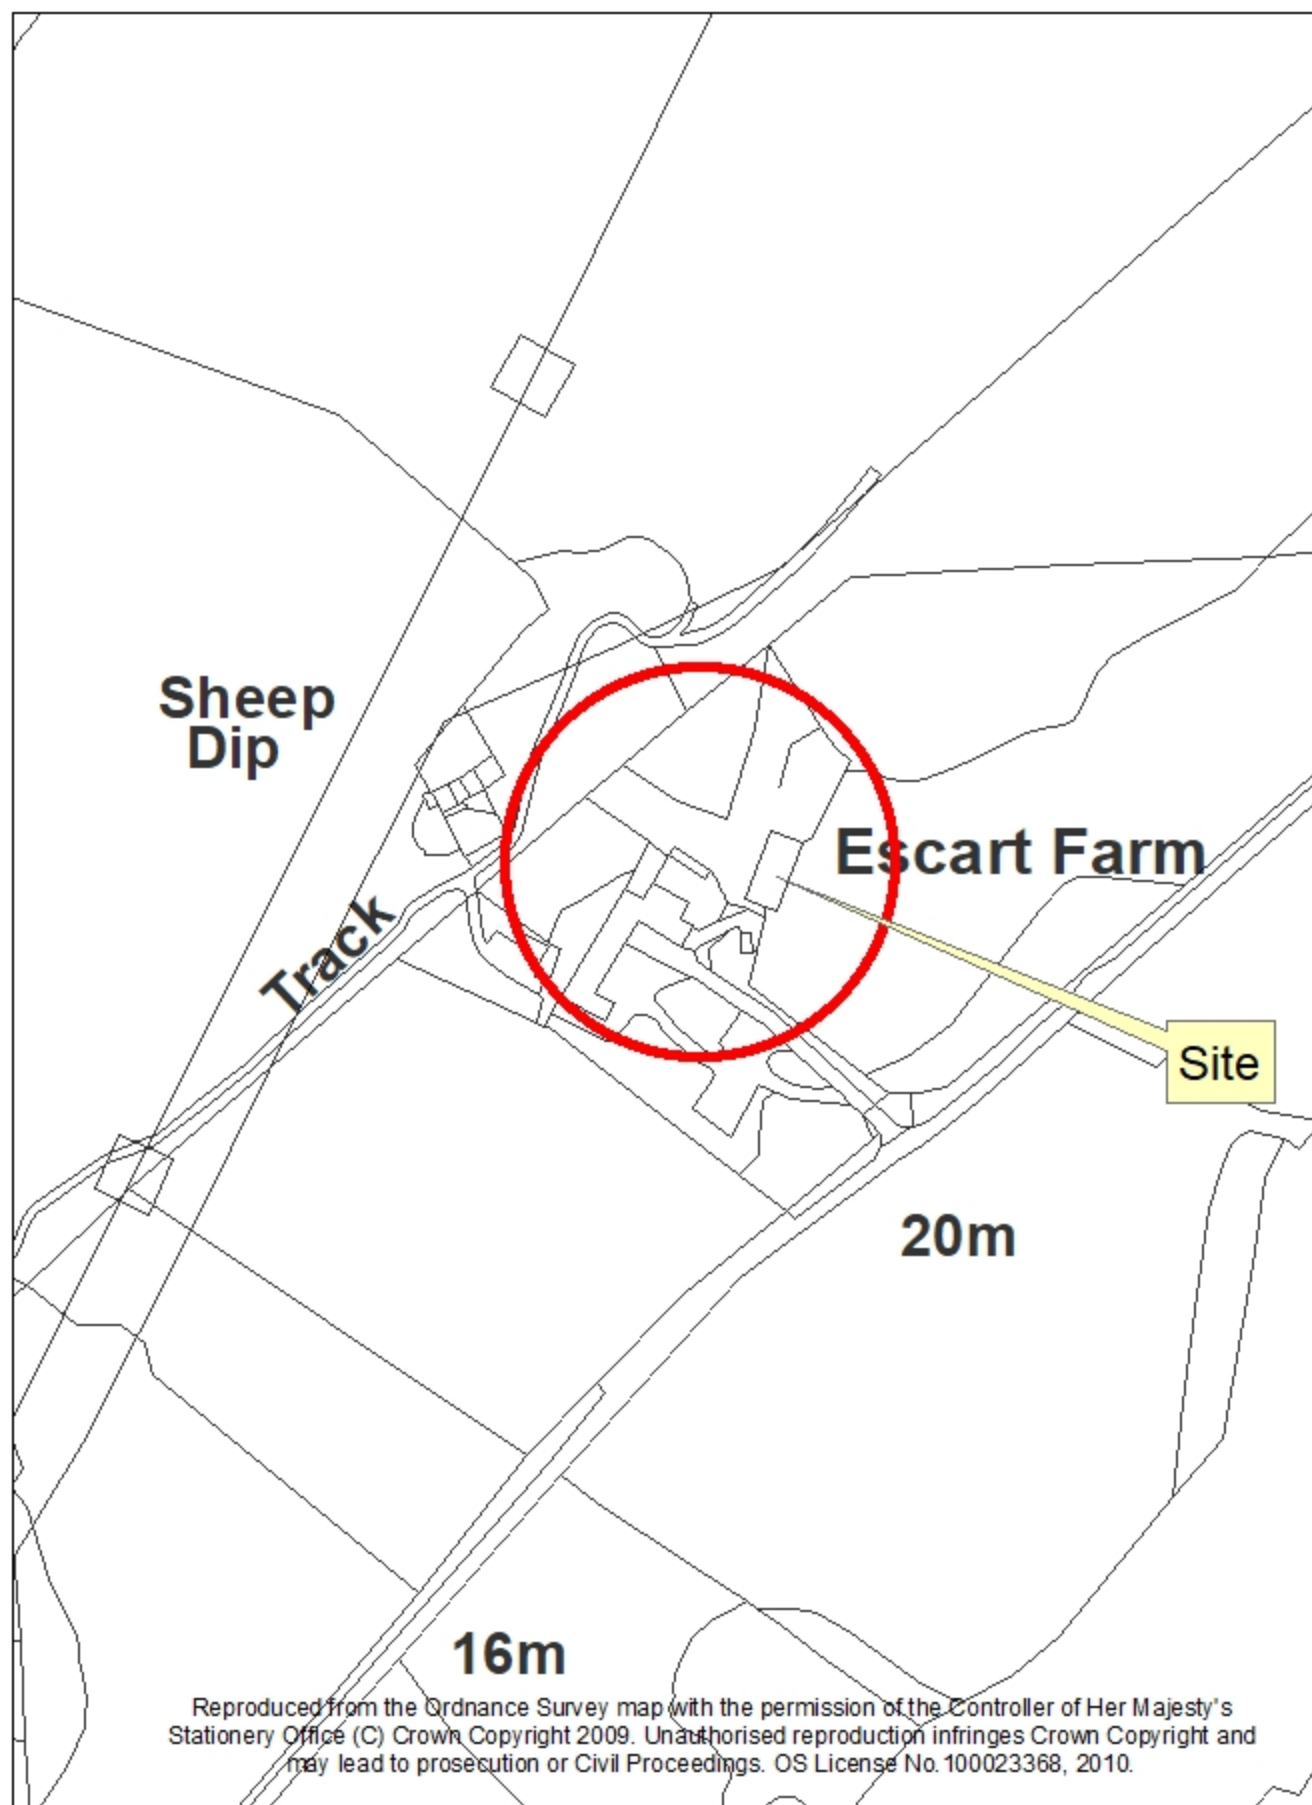 Sheep
Dip
Escart Farm
Track
Site
20m
16m
Reproduced from the Ordnance Survey map with the permission of the Controller of Her Majesty's
Stationery Office (C) Crown Copyright 2009. Unauthorised reproduction infringes Crown Copyright and
may lead to prosecution or Civil Proceedings. OS License No.100023368, 2010.